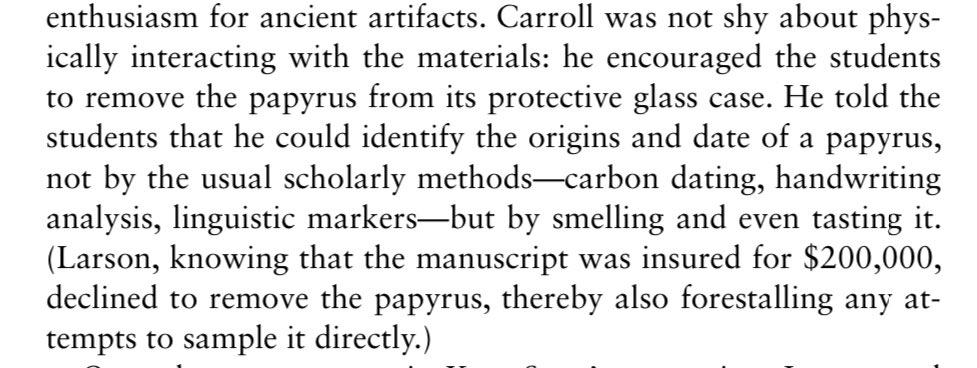 enthusiasm for ancient artifacts. Carroll was not shy about phys-
ically interacting with the materials: he encouraged the students
to remove the papyrus from its protective glass case. He told the
students that he could identify the origins and date of a papyrus,
not by the usual scholarly methods—carbon dating, handwriting
analysis, linguistic markers—but by smelling and even tasting it.
(Larson, knowing that the manuscript was insured for $200,000,
declined to remove the papyrus, thereby also forestalling any at-
tempts to sample it directly.)